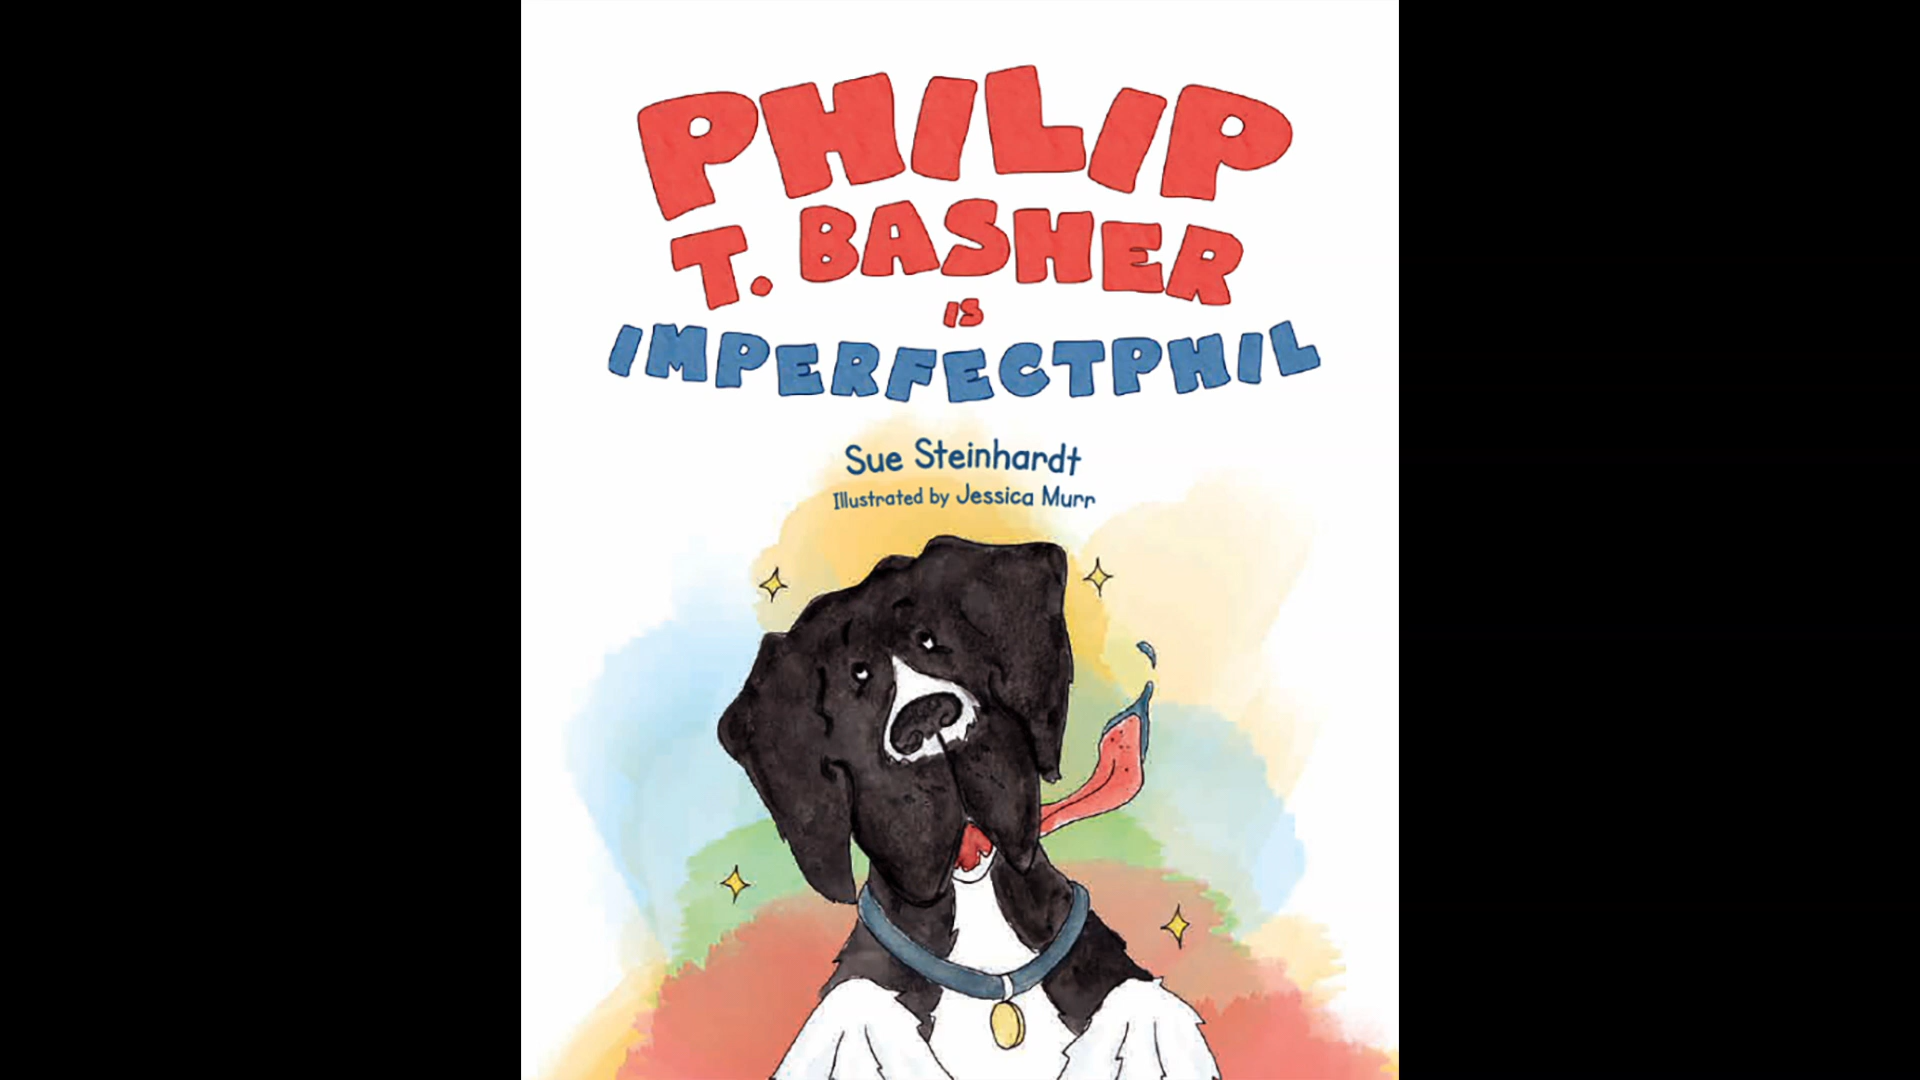 PHILIP
T. BASHER
IS
IMPERFECTPHIL
Sue Steinhardt
Illustrated by Jessica Murr